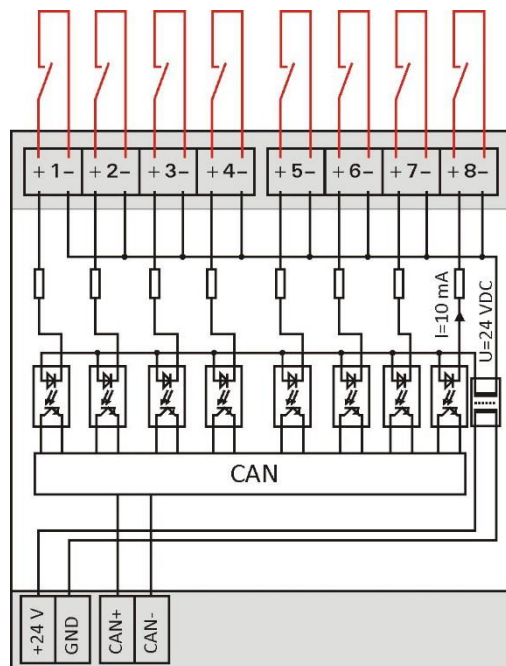 + 1 – + 2 – + 3 – + 4 – + 5 – + 6 – + 7 – + 8 –
I=10 mA
U=24 VDC
CAN
+24 V
GND
CAN+
CAN-